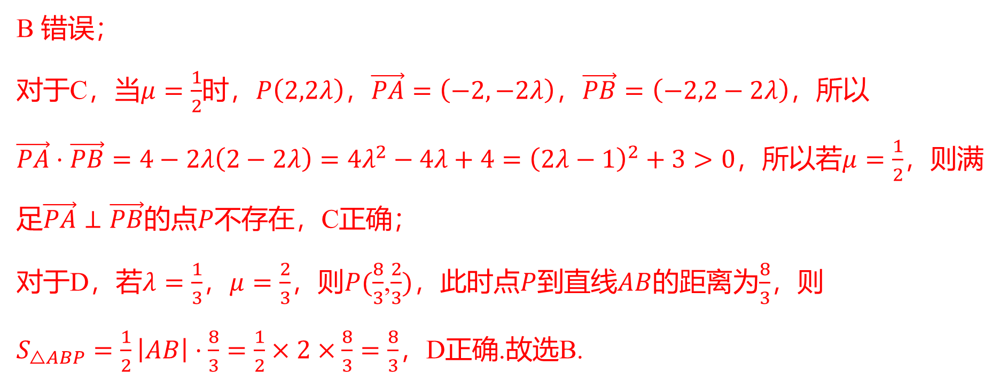 B 错误；
对于C，当$\mu=\frac{1}{2}$时，$P(2,2\lambda)$，$\overrightarrow{PA}=(-2,-2\lambda)$，$\overrightarrow{PB}=(-2,2-2\lambda)$，所以
$\overrightarrow{PA}\cdot\overrightarrow{PB}=4-2\lambda(2-2\lambda)=4\lambda^2-4\lambda+4=(2\lambda-1)^2+3>0$，所以若$\mu=\frac{1}{2}$，则满
足$\overrightarrow{PA}\perp\overrightarrow{PB}$的点$P$不存在，C正确；
对于D，若$\lambda=\frac{1}{3}$，$\mu=\frac{2}{3}$，则$P(\frac{8}{3},\frac{2}{3})$，此时点$P$到直线$AB$的距离为$\frac{8}{3}$，则
$S_{\triangle ABP}=\frac{1}{2}|AB|\cdot\frac{8}{3}=\frac{1}{2}\times2\times\frac{8}{3}=\frac{8}{3}$，D正确.故选B.